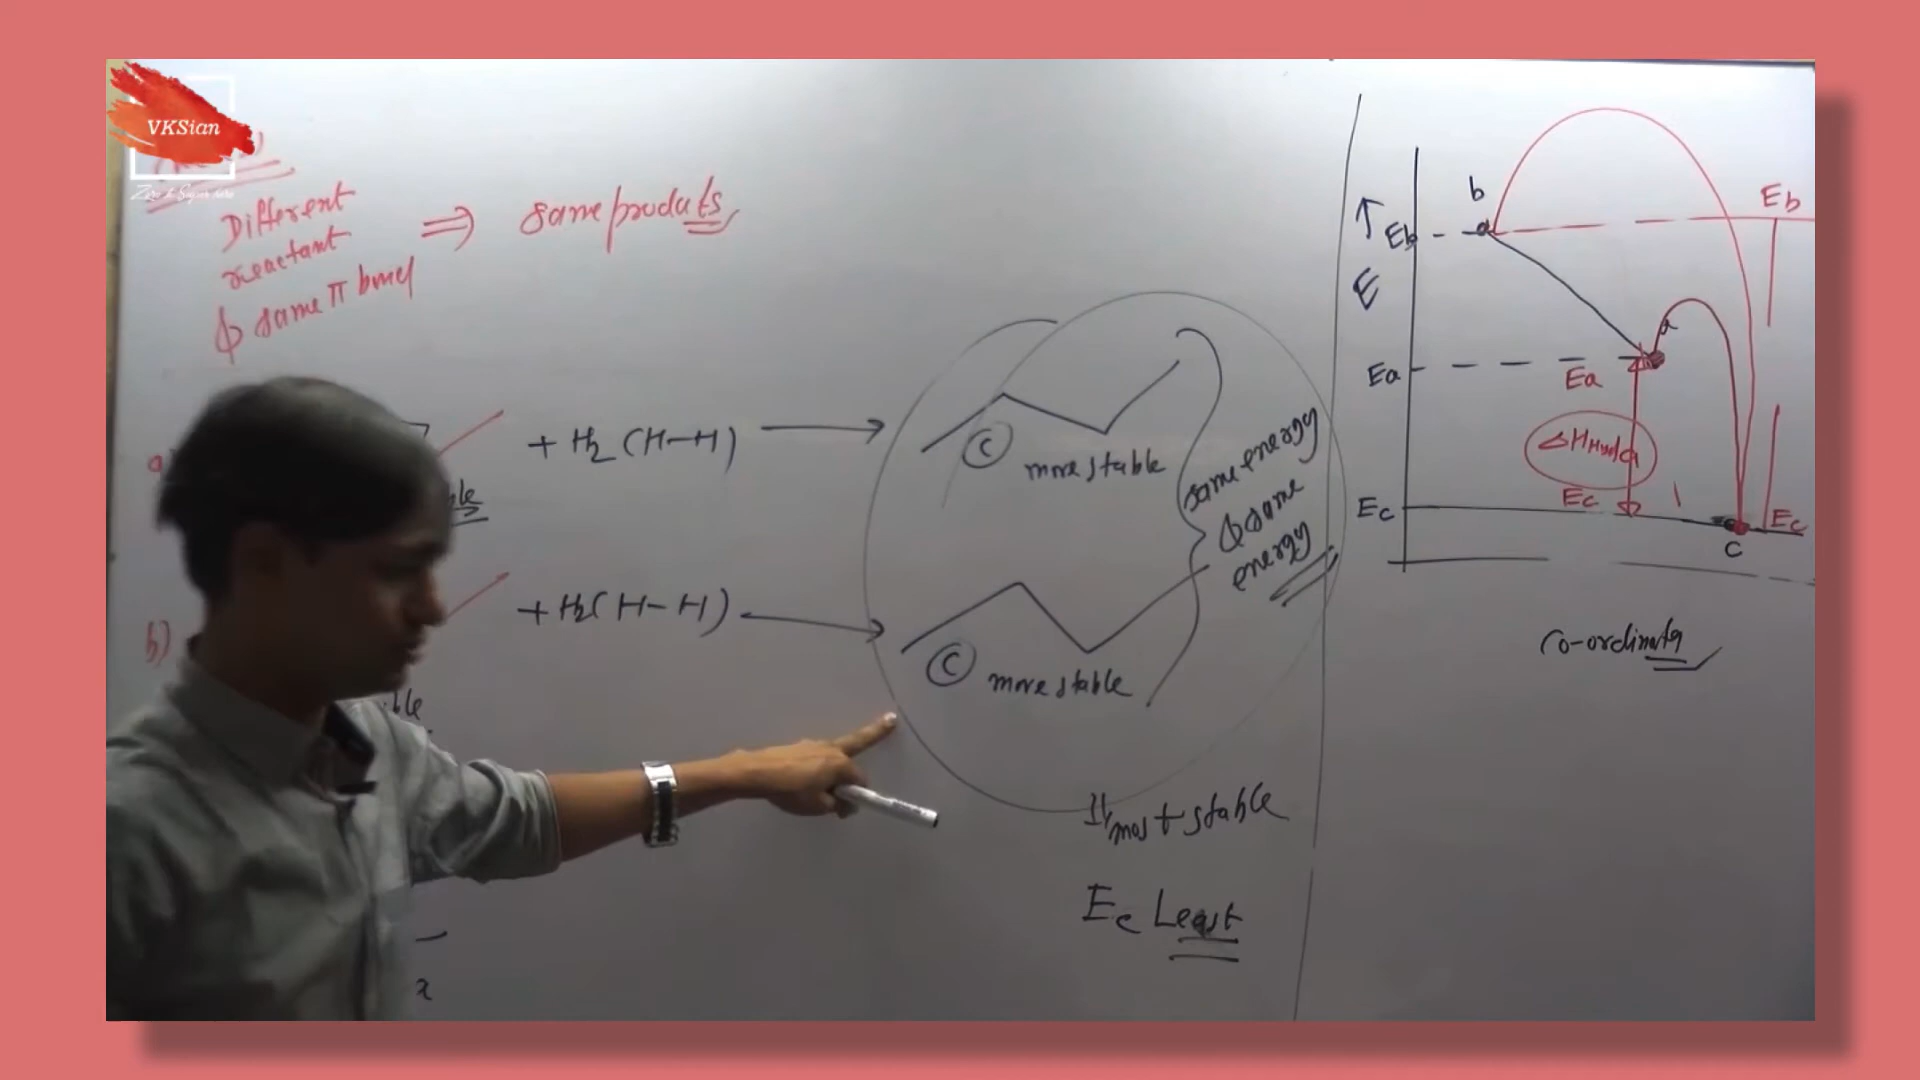 VKSian
Different
reactant
⇒ same products
& same π bond
a)
+ H2 (H-H)
C
more stable
b)
+ H2 (H-H)
C
more stable
same energy
& same
energy
most stable
Ec Least
x
b
↑
E
Eb
a
Ea
Ea
Ec
Ec
Eb
Ec
C
Co-ordinate